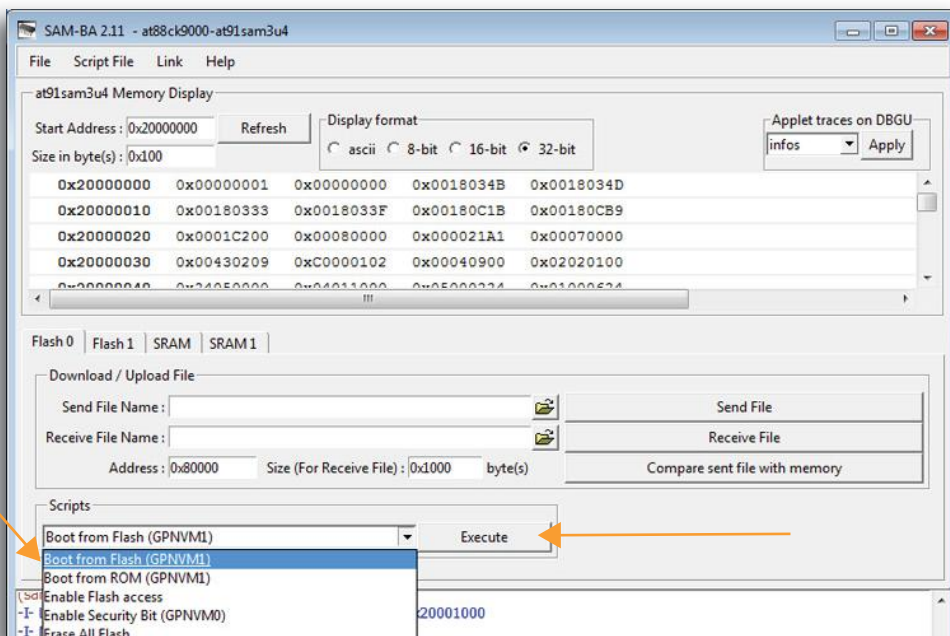 SAM-BA 2.11 - at88ck9000-at91sam3u4
File Script File Link Help
at91sam3u4 Memory Display
Start Address : 0x20000000 Refresh Display format Applet traces on DBGU
Size in byte(s) : 0x100 ascii 8-bit 16-bit 32-bit infos Apply
0x20000000 0x00000001 0x00000000 0x0018034B 0x0018034D
0x20000010 0x00180333 0x0018033F 0x00180C1B 0x00180CB9
0x20000020 0x0001C200 0x00080000 0x000021A1 0x00070000
0x20000030 0x00430209 0xC0000102 0x00040900 0x02020100
Flash 0 Flash 1 SRAM SRAM 1
Download / Upload File
Send File Name : Send File
Receive File Name : Receive File
Address : 0x80000 Size (For Receive File) : 0x1000 byte(s) Compare sent file with memory
Scripts
Boot from Flash (GPNVM1) Execute
Boot from Flash (GPNVM1)
Boot from ROM (GPNVM1)
Enable Flash access
-I- Enable Security Bit (GPNVM0) 20001000
-I- Erase All Flash